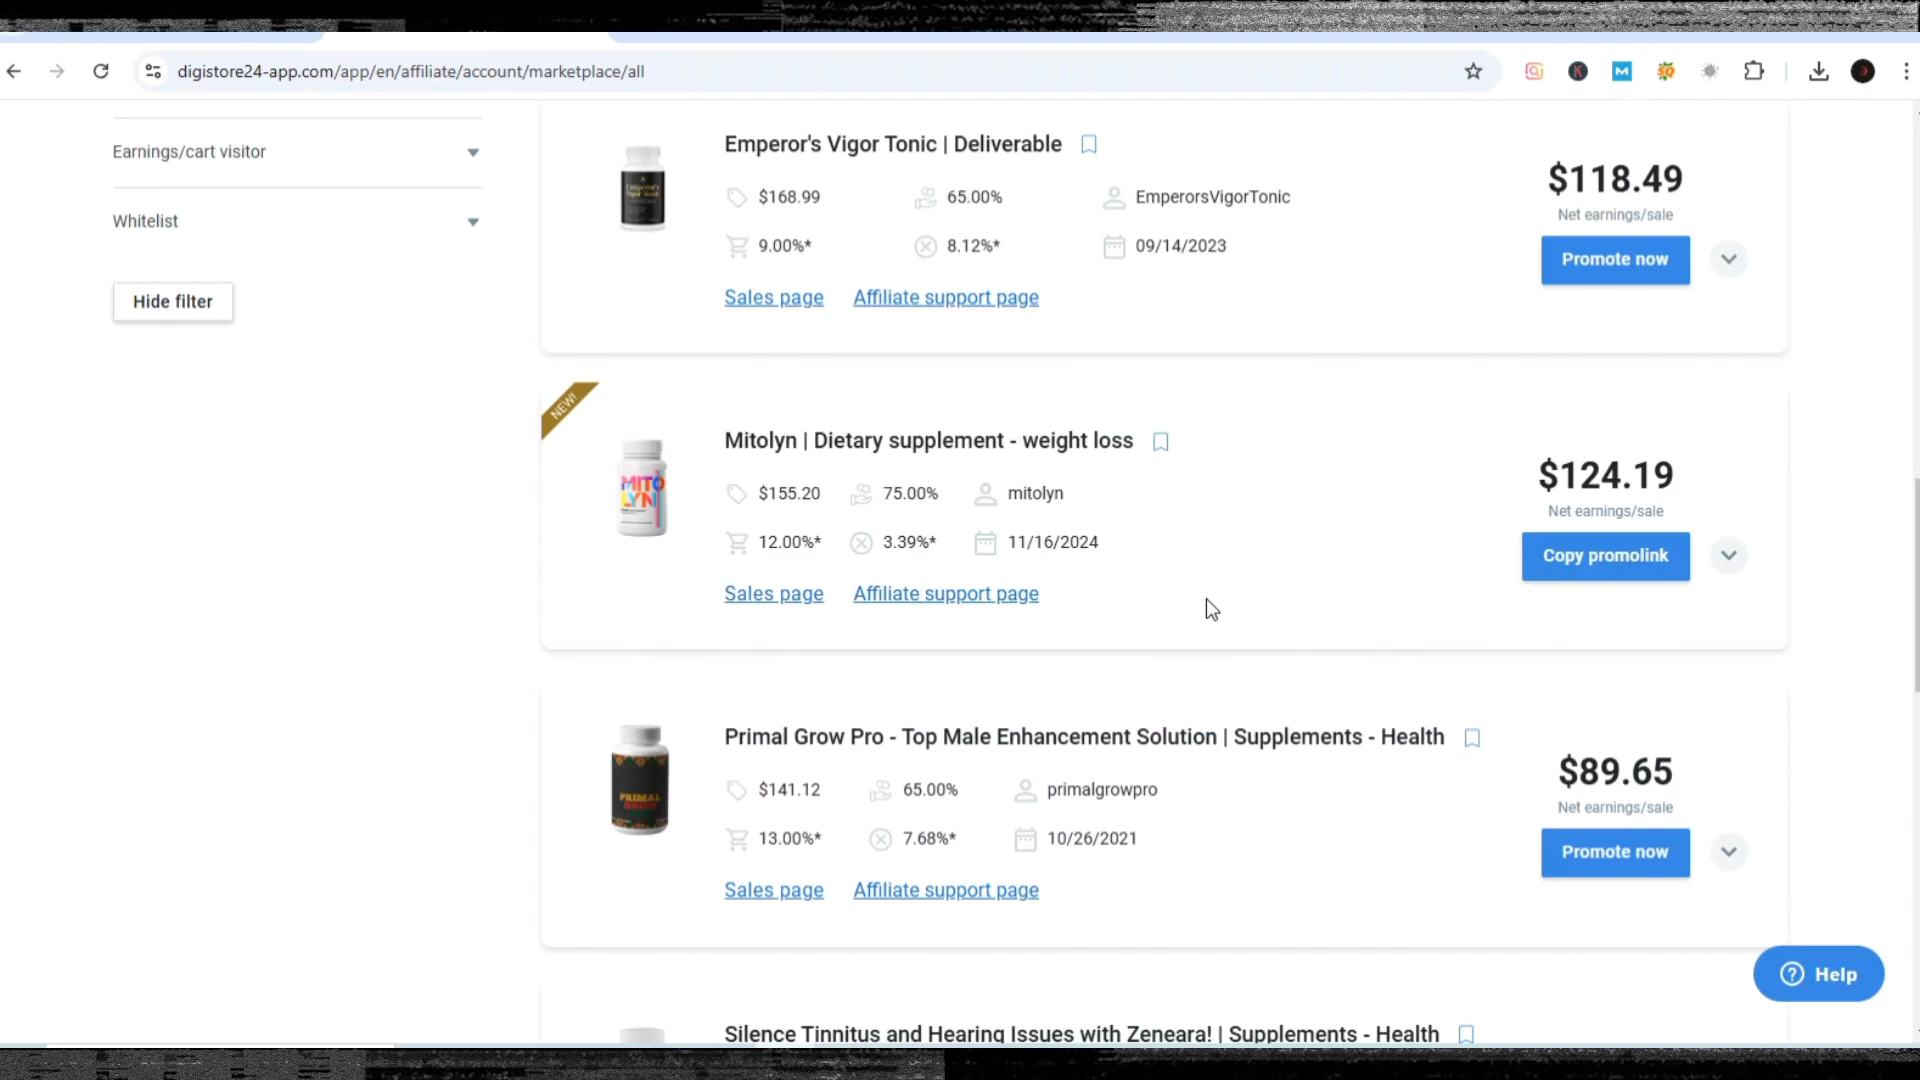 digistore24-app.com/app/en/affiliate/account/marketplace/all
Earnings/cart visitor
Whitelist
Hide filter
Emperor's Vigor Tonic | Deliverable
$168.99 65.00% EmperorsVigorTonic
9.00%* 8.12%* 09/14/2023
Sales page Affiliate support page
$118.49
Net earnings/sale
Promote now
NEW!
MITO
LYN
Mitolyn | Dietary supplement - weight loss
$155.20 75.00% mitolyn
12.00%* 3.39%* 11/16/2024
Sales page Affiliate support page
$124.19
Net earnings/sale
Copy promolink
PRIMAL
GROW
Primal Grow Pro - Top Male Enhancement Solution | Supplements - Health
$141.12 65.00% primalgrowpro
13.00%* 7.68%* 10/26/2021
Sales page Affiliate support page
$89.65
Net earnings/sale
Promote now
Help
Silence Tinnitus and Hearing Issues with Zeneara! | Supplements - Health